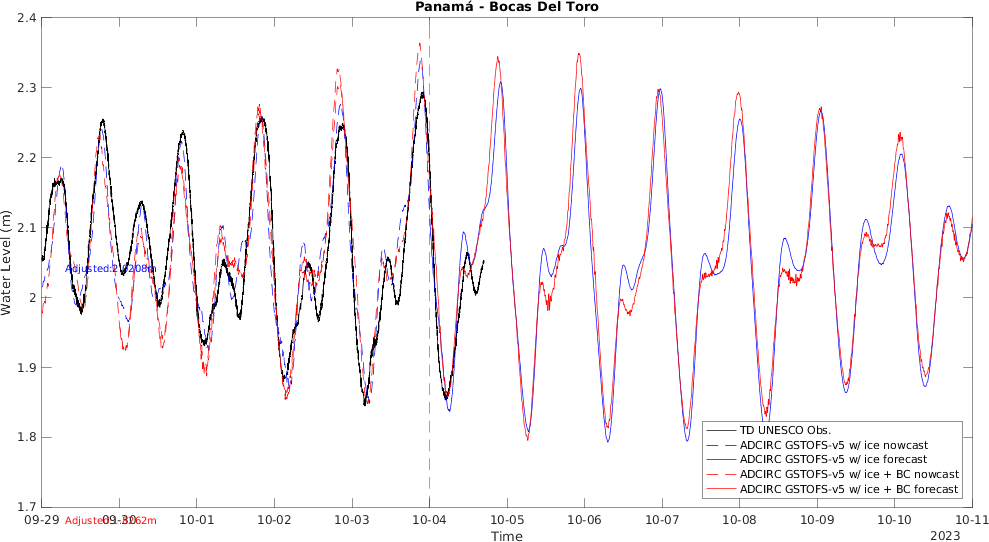 Panamá - Bocas Del Toro
2.4
2.3
2.2
2.1
2
1.9
1.8
1.7
Water Level (m)
TD UNESCO Obs.
ADCIRC GSTOFS-v5 w/ ice nowcast
ADCIRC GSTOFS-v5 w/ ice forecast
ADCIRC GSTOFS-v5 w/ ice + BC nowcast
ADCIRC GSTOFS-v5 w/ ice + BC forecast
09-29 09-30 10-01 10-02 10-03 10-04 10-05 10-06 10-07 10-08 10-09 10-10 10-11
Time
2023